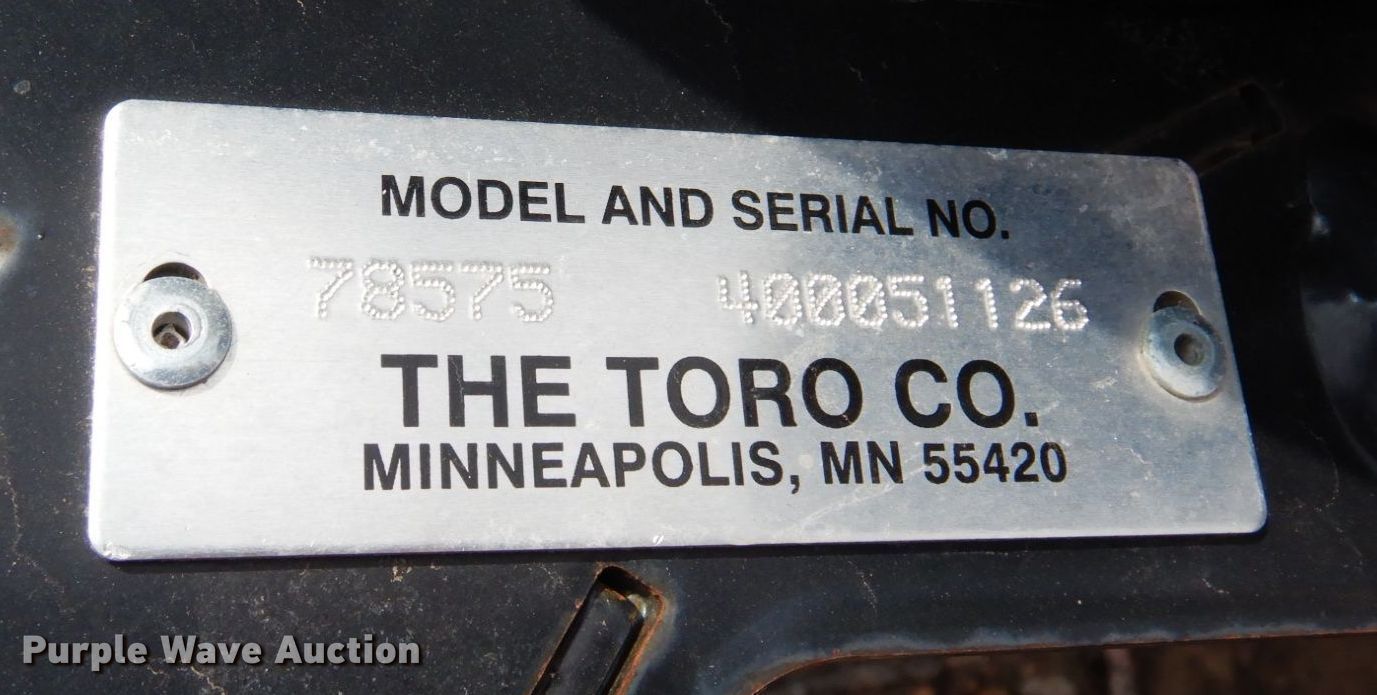 MODEL AND SERIAL NO.
78575 400051126
THE TORO CO.
MINNEAPOLIS, MN 55420
Purple Wave Auction